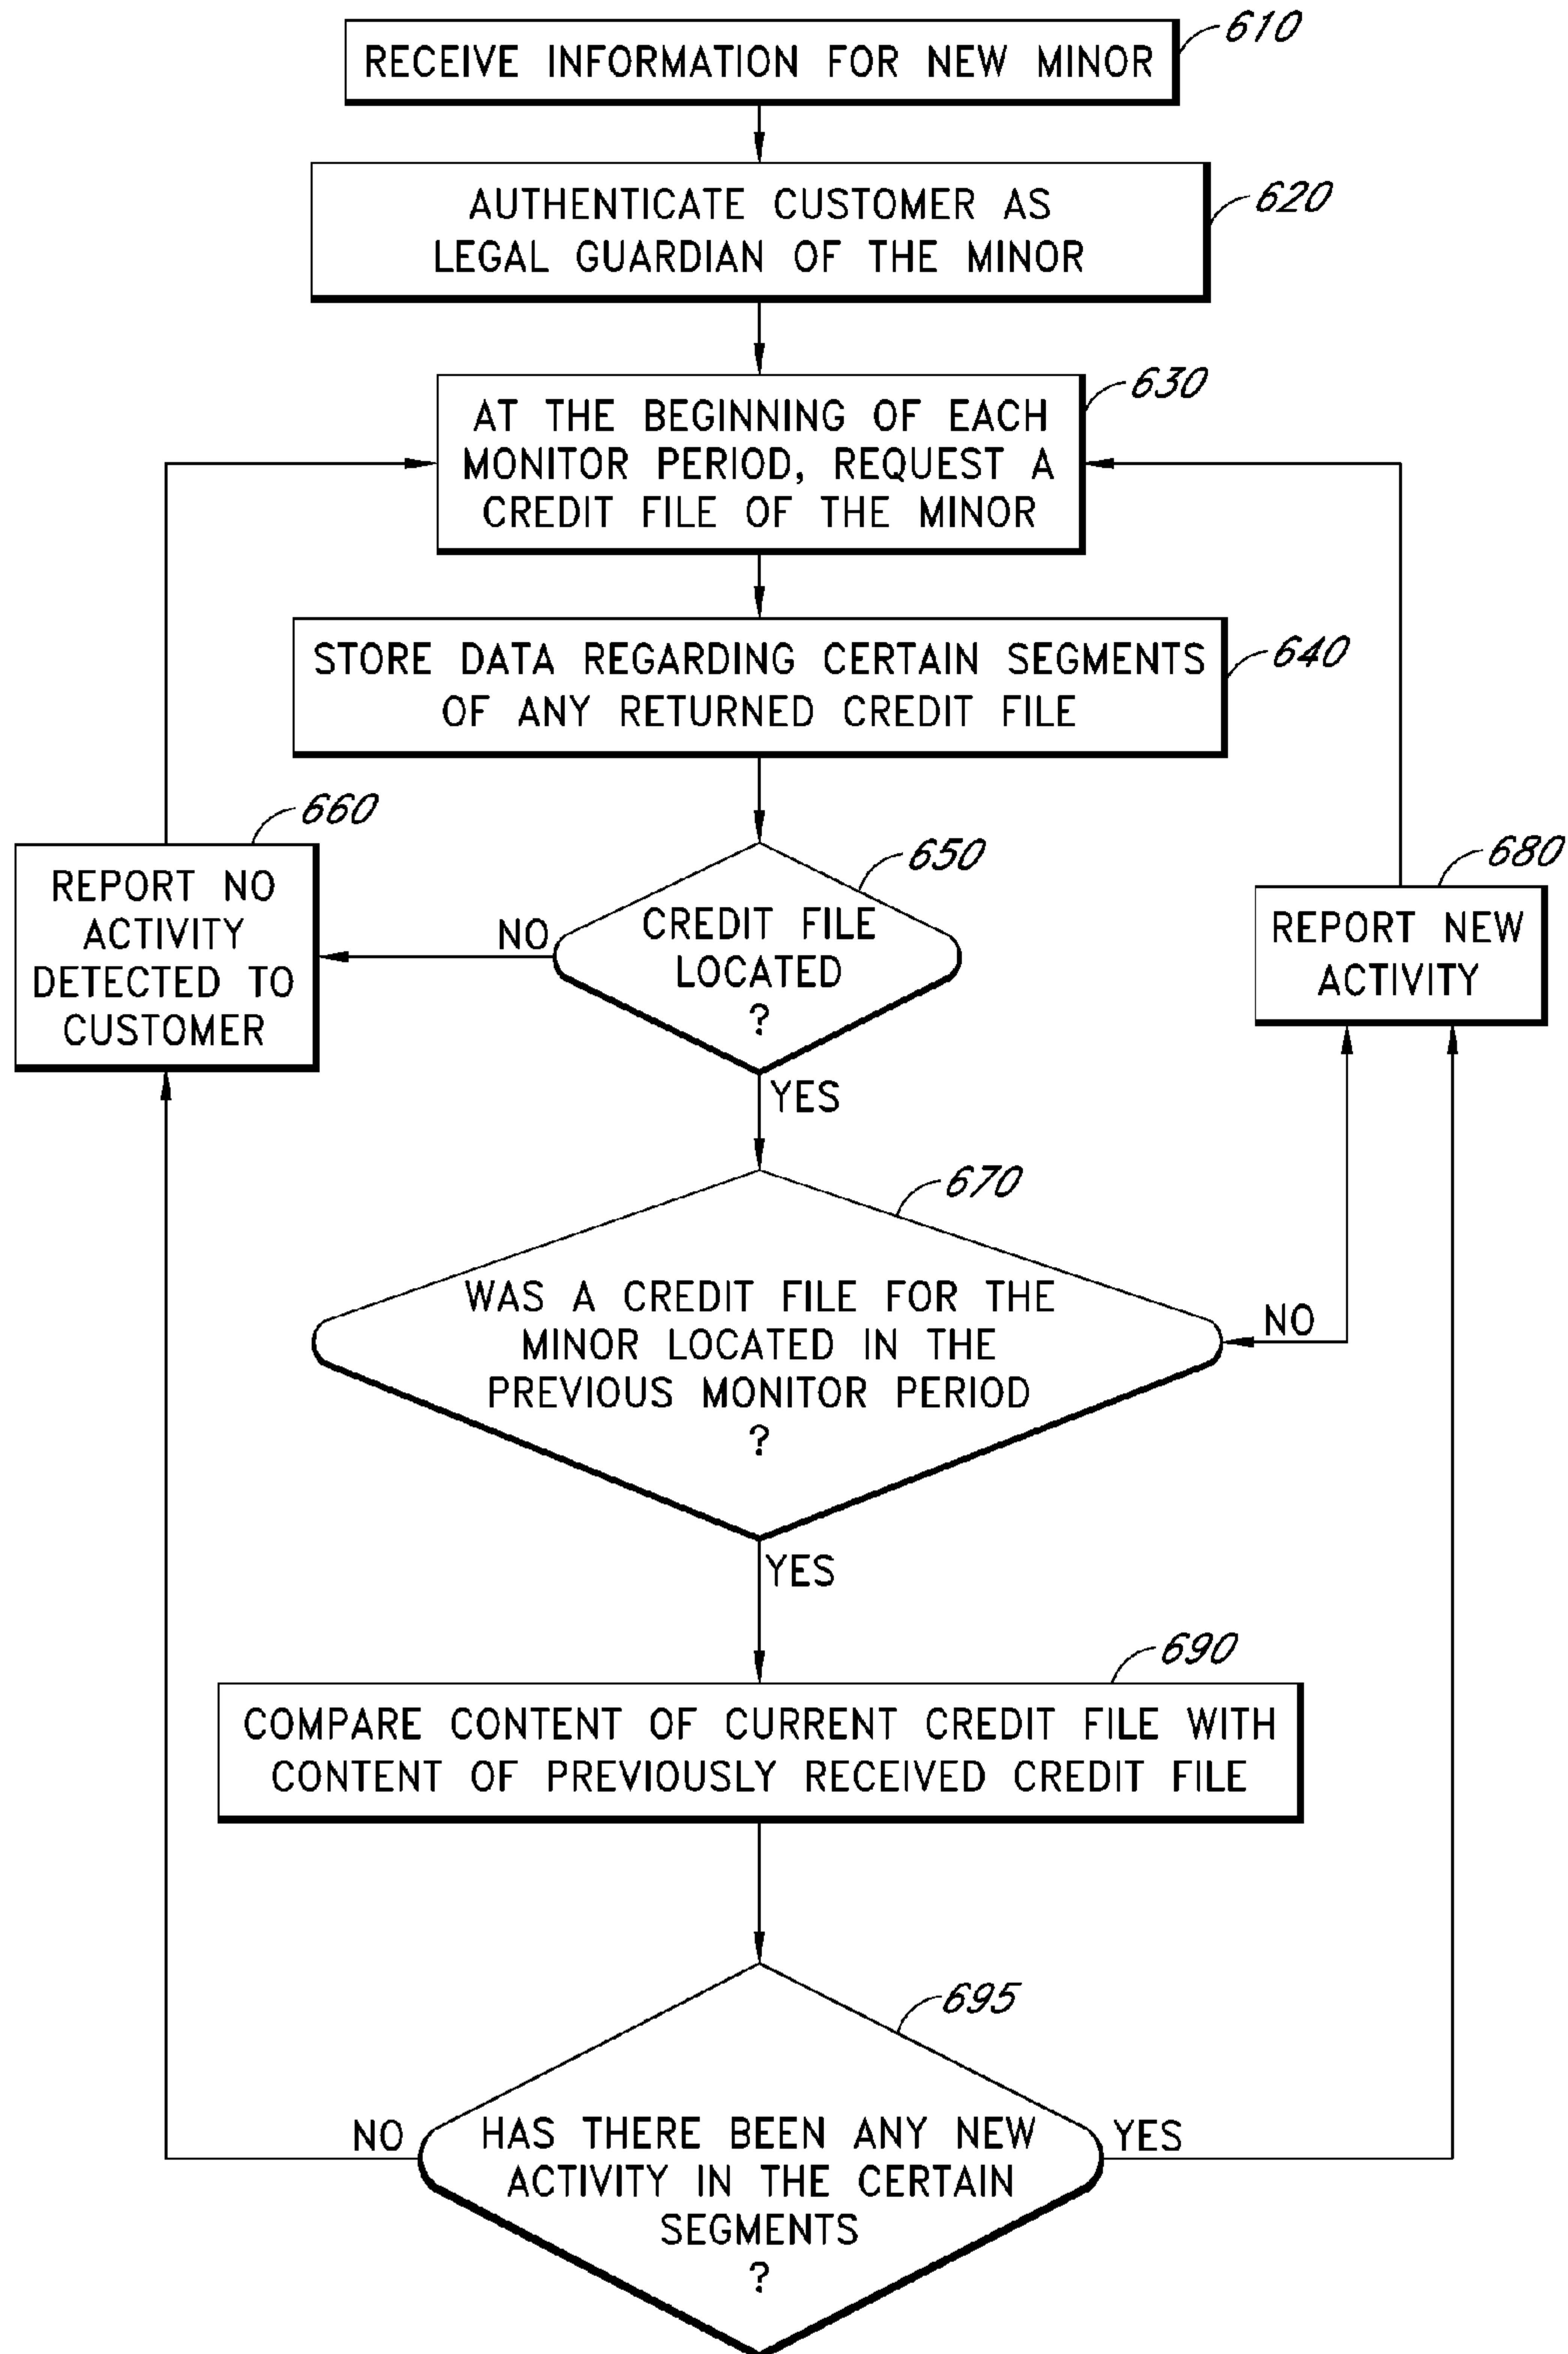 610
RECEIVE INFORMATION FOR NEW MINOR
620
AUTHENTICATE CUSTOMER AS
LEGAL GUARDIAN OF THE MINOR
630
AT THE BEGINNING OF EACH
MONITOR PERIOD, REQUEST A
CREDIT FILE OF THE MINOR
640
STORE DATA REGARDING CERTAIN SEGMENTS
OF ANY RETURNED CREDIT FILE
660
REPORT NO
ACTIVITY
DETECTED TO
CUSTOMER
NO
650
CREDIT FILE
LOCATED
?
YES
680
REPORT NEW
ACTIVITY
670
WAS A CREDIT FILE FOR THE
MINOR LOCATED IN THE
PREVIOUS MONITOR PERIOD
?
NO
YES
690
COMPARE CONTENT OF CURRENT CREDIT FILE WITH
CONTENT OF PREVIOUSLY RECEIVED CREDIT FILE
695
NO
HAS THERE BEEN ANY NEW
ACTIVITY IN THE CERTAIN
SEGMENTS
?
YES